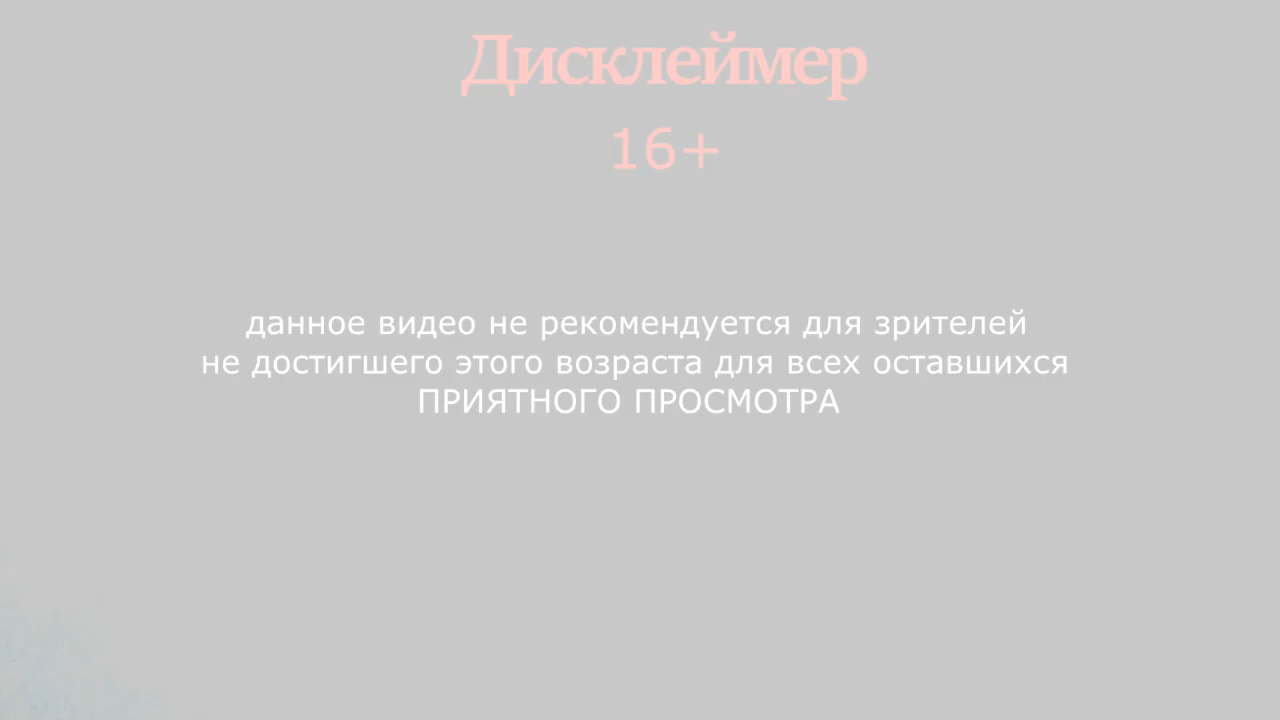 Дисклеймер
16+
данное видео не рекомендуется для зрителей
не достигшего этого возраста для всех оставшихся
ПРИЯТНОГО ПРОСМОТРА